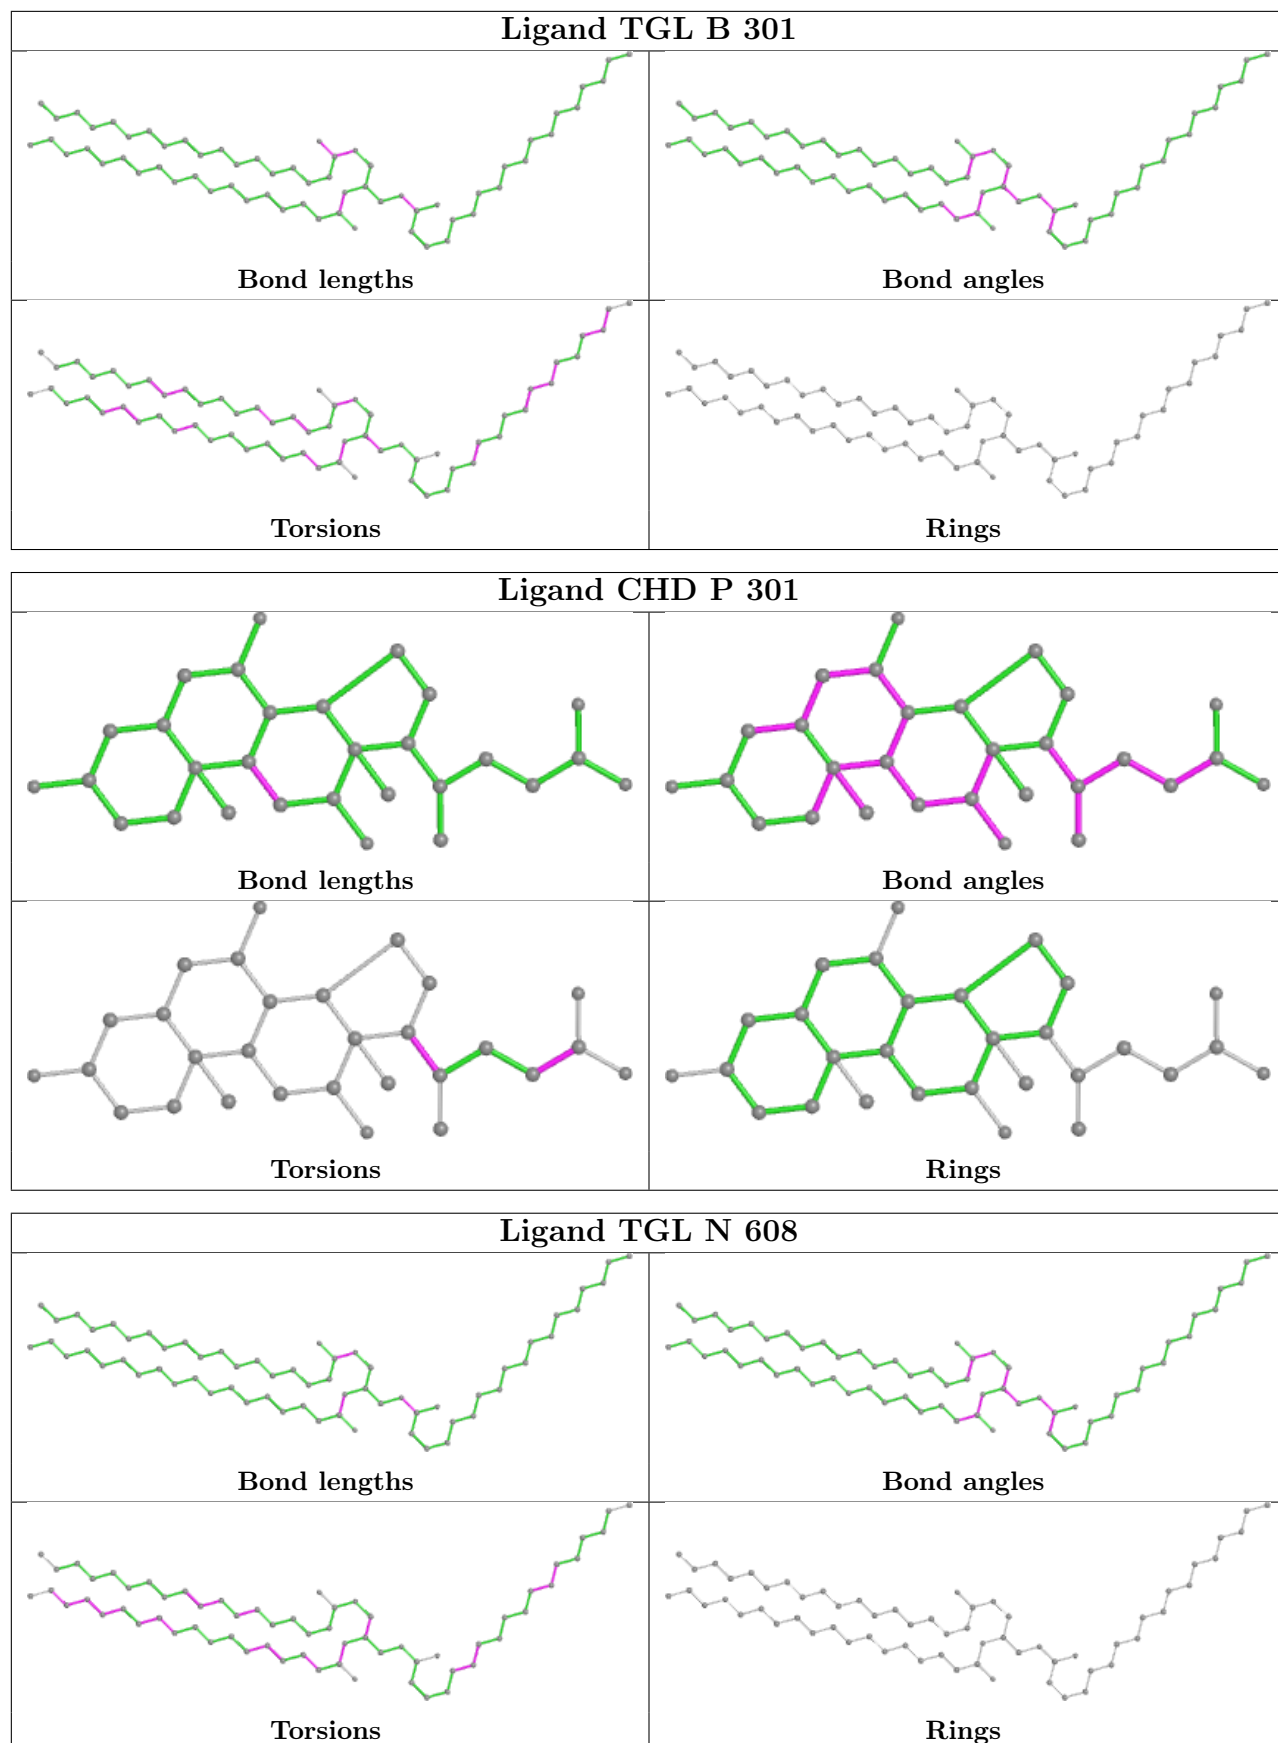 Ligand TGL B 301
Bond lengths
Bond angles
Torsions
Rings
Ligand CHD P 301
Bond lengths
Bond angles
Torsions
Rings
Ligand TGL N 608
Bond lengths
Bond angles
Torsions
Rings